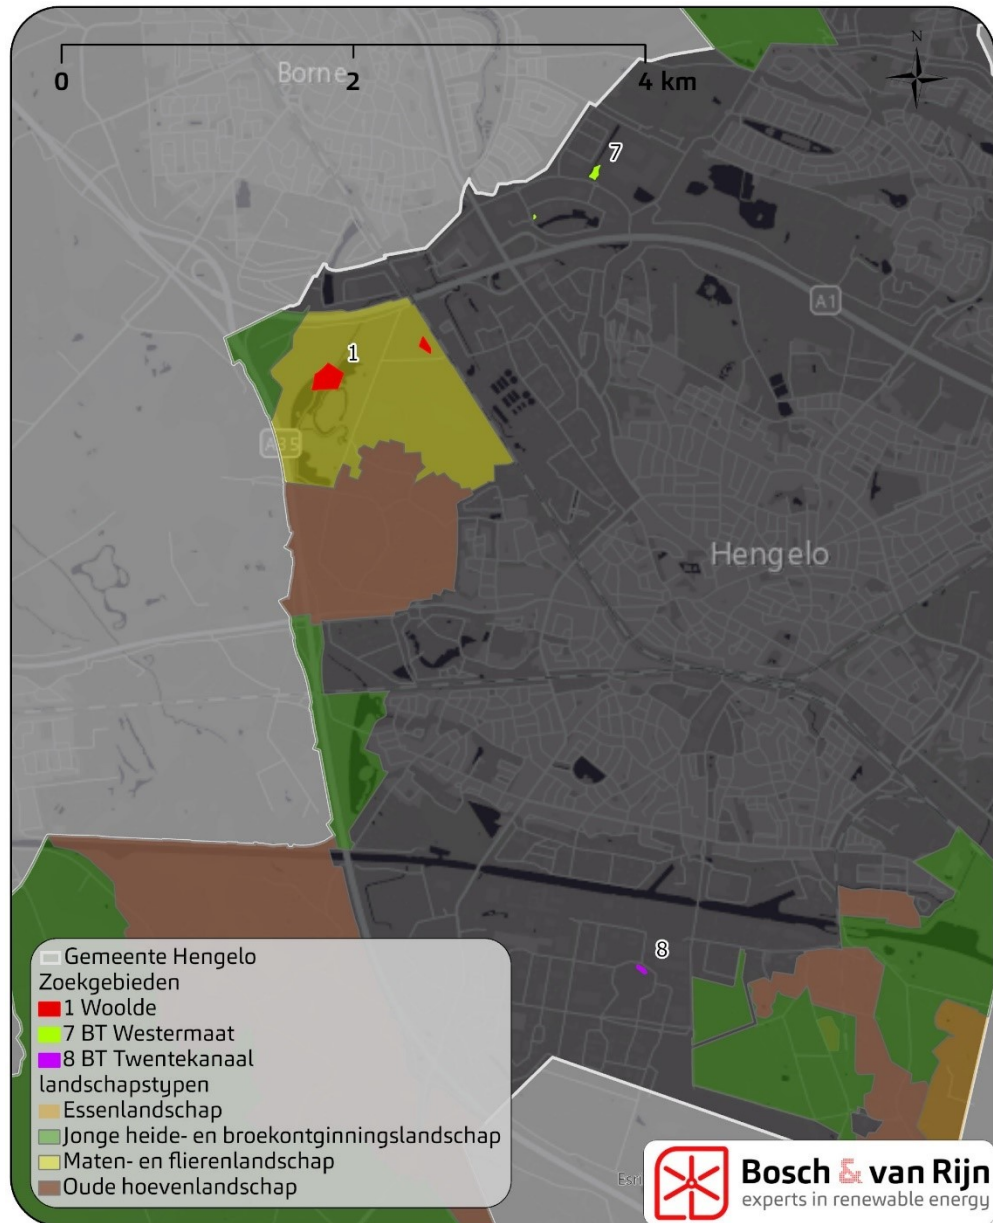 N
Borne
0 2 4 km
7
A1
1
A35
Hengelo
8
Gemeente Hengelo
Zoekgebieden
1 Woolde
7 BT Westermaat
8 BT Twentekanaal
landschapstypen
Essenlandschap
Jonge heide- en broekontginningslandschap
Maten- en flierenlandschap
Oude hoevenlandschap
Esri
Bosch & van Rijn
experts in renewable energy